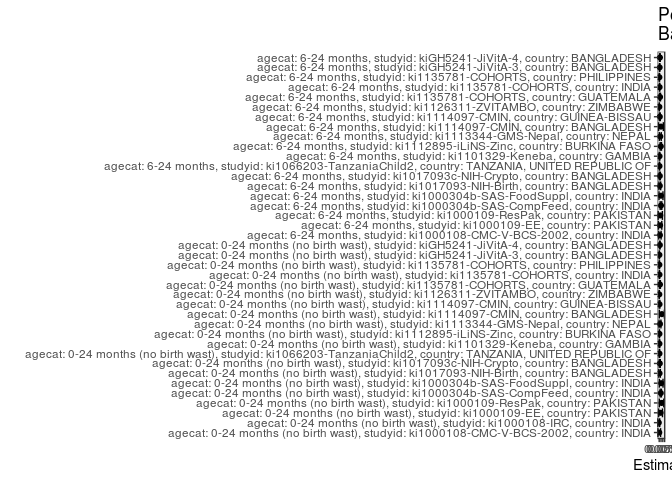 P
Ba
agecat: 6-24 months, studyid: kiGH5241-JiVitA-4, country: BANGLADESH
agecat: 6-24 months, studyid: kiGH5241-JiVitA-3, country: BANGLADESH
agecat: 6-24 months, studyid: ki1135781-COHORTS, country: PHILIPPINES
agecat: 6-24 months, studyid: ki1135781-COHORTS, country: INDIA
agecat: 6-24 months, studyid: ki1135781-COHORTS, country: GUATEMALA
agecat: 6-24 months, studyid: ki1126311-ZVITAMBO, country: ZIMBABWE
agecat: 6-24 months, studyid: ki1114097-CMIN, country: GUINEA-BISSAU
agecat: 6-24 months, studyid: ki1114097-CMIN, country: BANGLADESH
agecat: 6-24 months, studyid: ki1113344-GMS-Nepal, country: NEPAL
agecat: 6-24 months, studyid: ki1112895-iLiNS-Zinc, country: BURKINA FASO
agecat: 6-24 months, studyid: ki1101329-Keneba, country: GAMBIA
agecat: 6-24 months, studyid: ki1066203-TanzaniaChild2, country: TANZANIA, UNITED REPUBLIC OF
agecat: 6-24 months, studyid: ki1017093c-NIH-Crypto, country: BANGLADESH
agecat: 6-24 months, studyid: ki1017093-NIH-Birth, country: BANGLADESH
agecat: 6-24 months, studyid: ki1000304b-SAS-FoodSuppl, country: INDIA
agecat: 6-24 months, studyid: ki1000304b-SAS-CompFeed, country: INDIA
agecat: 6-24 months, studyid: ki1000109-ResPak, country: PAKISTAN
agecat: 6-24 months, studyid: ki1000109-EE, country: PAKISTAN
agecat: 6-24 months, studyid: ki1000108-CMC-V-BCS-2002, country: INDIA
agecat: 0-24 months (no birth wast), studyid: kiGH5241-JiVitA-4, country: BANGLADESH
agecat: 0-24 months (no birth wast), studyid: kiGH5241-JiVitA-3, country: BANGLADESH
agecat: 0-24 months (no birth wast), studyid: ki1135781-COHORTS, country: PHILIPPINES
agecat: 0-24 months (no birth wast), studyid: ki1135781-COHORTS, country: INDIA
agecat: 0-24 months (no birth wast), studyid: ki1135781-COHORTS, country: GUATEMALA
agecat: 0-24 months (no birth wast), studyid: ki1126311-ZVITAMBO, country: ZIMBABWE
agecat: 0-24 months (no birth wast), studyid: ki1114097-CMIN, country: GUINEA-BISSAU
agecat: 0-24 months (no birth wast), studyid: ki1114097-CMIN, country: BANGLADESH
agecat: 0-24 months (no birth wast), studyid: ki1113344-GMS-Nepal, country: NEPAL
agecat: 0-24 months (no birth wast), studyid: ki1112895-iLiNS-Zinc, country: BURKINA FASO
agecat: 0-24 months (no birth wast), studyid: ki1101329-Keneba, country: GAMBIA
agecat: 0-24 months (no birth wast), studyid: ki1066203-TanzaniaChild2, country: TANZANIA, UNITED REPUBLIC OF
agecat: 0-24 months (no birth wast), studyid: ki1017093c-NIH-Crypto, country: BANGLADESH
agecat: 0-24 months (no birth wast), studyid: ki1017093-NIH-Birth, country: BANGLADESH
agecat: 0-24 months (no birth wast), studyid: ki1000304b-SAS-FoodSuppl, country: INDIA
agecat: 0-24 months (no birth wast), studyid: ki1000304b-SAS-CompFeed, country: INDIA
agecat: 0-24 months (no birth wast), studyid: ki1000109-ResPak, country: PAKISTAN
agecat: 0-24 months (no birth wast), studyid: ki1000109-EE, country: PAKISTAN
agecat: 0-24 months (no birth wast), studyid: ki1000108-IRC, country: INDIA
agecat: 0-24 months (no birth wast), studyid: ki1000108-CMC-V-BCS-2002, country: INDIA
Estima